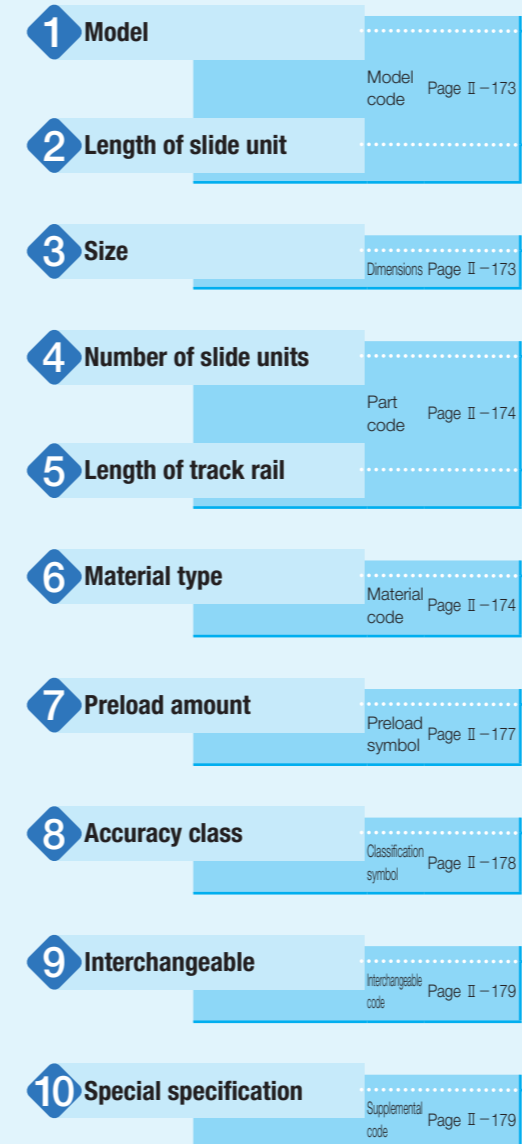 1 Model
Model
code
Page Ⅱ-173
2 Length of slide unit
3 Size
Dimensions Page Ⅱ-173
4 Number of slide units
Part
code
Page Ⅱ-174
5 Length of track rail
6 Material type
Material
code
Page Ⅱ-174
7 Preload amount
Preload
symbol
Page Ⅱ-177
8 Accuracy class
Classification
symbol
Page Ⅱ-178
9 Interchangeable
Interchangeable
code
Page Ⅱ-179
10 Special specification
Supplemental
code
Page Ⅱ-179